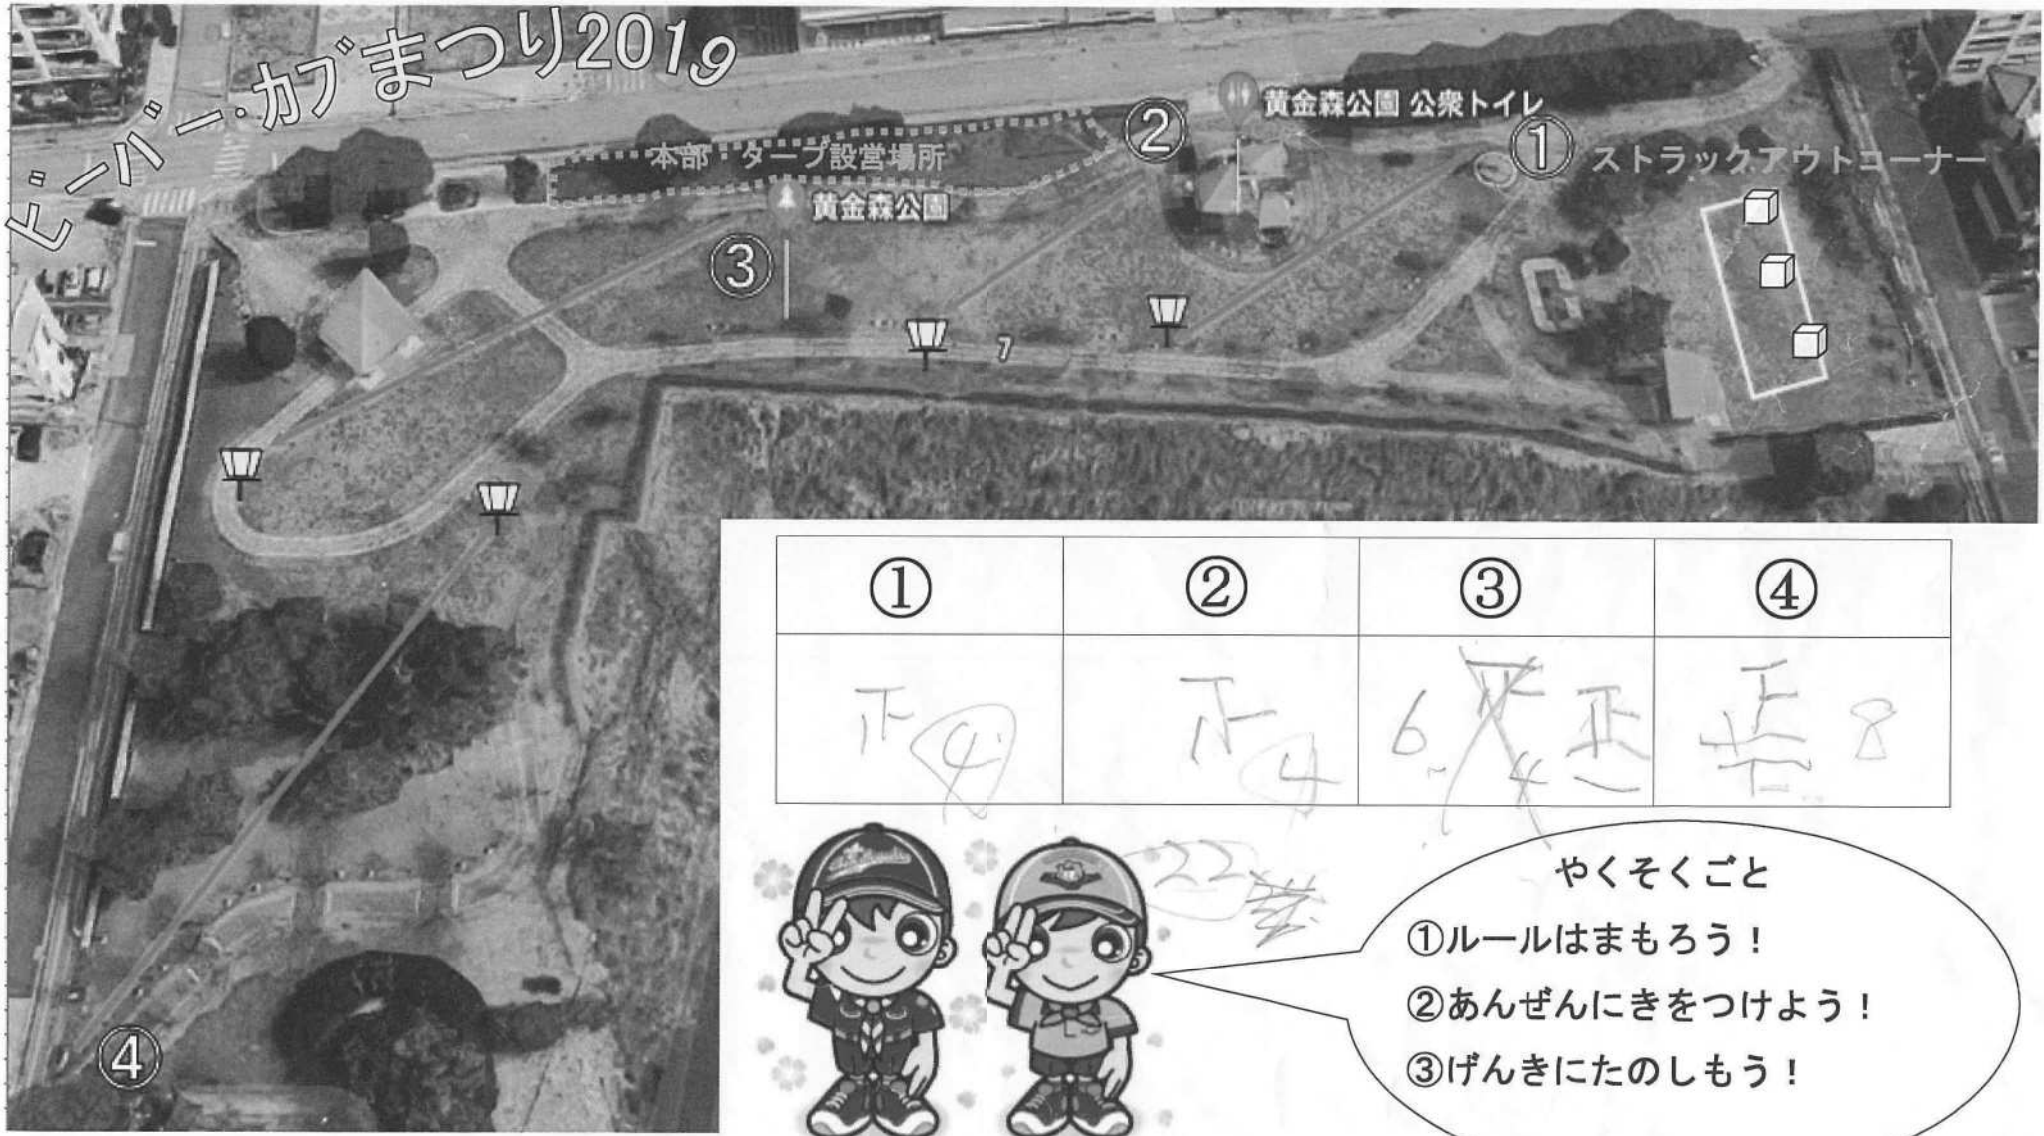 ビーバー・カブまつり2019
黄金森公園 公衆トイレ
②
①
本部・タープ設営場所
ストラックアウトコーナー
黄金森公園
③
7
④
① ② ③ ④
正 4 正 4 6 正 4 正 8
22
やくそくごと
①ルールはまもろう！
②あんぜんにきをつけよう！
③げんきにたのしもう！